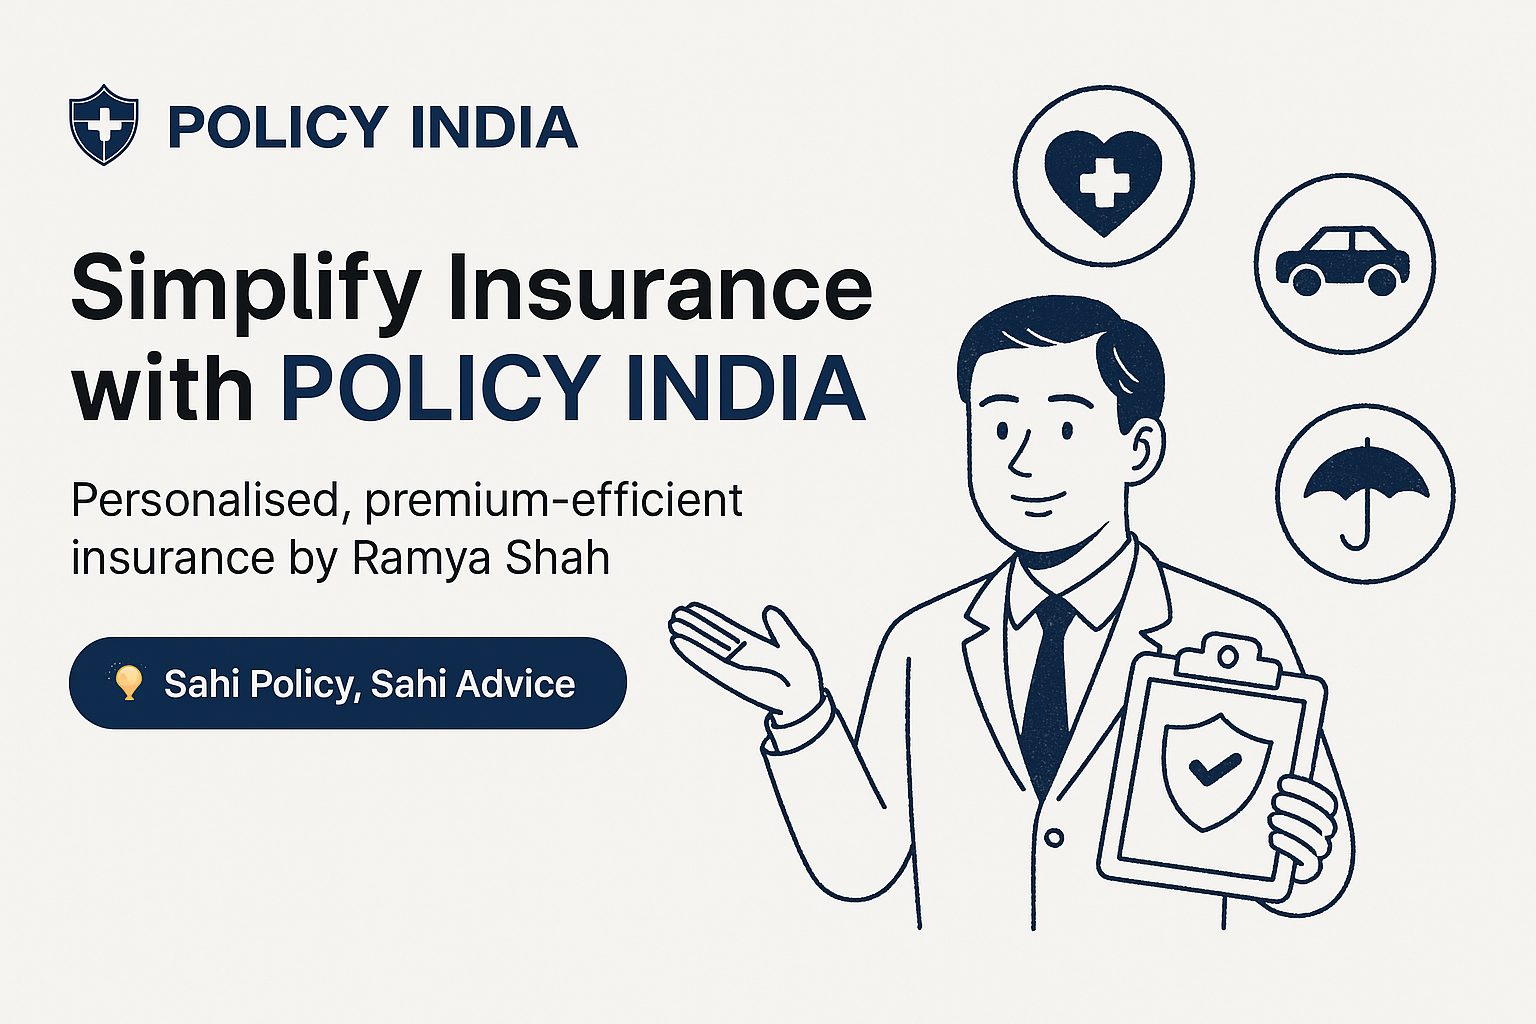 POLICY INDIA
Simplify Insurance
with POLICY INDIA
Personalised, premium-efficient
insurance by Ramya Shah
Sahi Policy, Sahi Advice